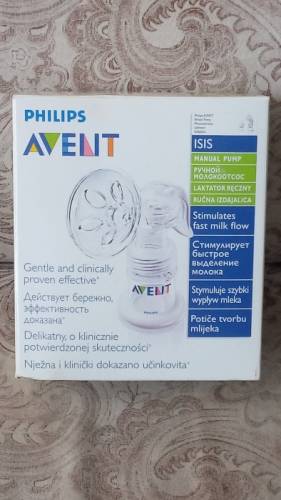 PHILIPS
AVENT
ISIS
MANUAL PUMP
РУЧНОЙ
МОЛОКООТСОС
LAKTATOR RĘCZNY
RUČNA IZDAJALICA
Stimulates
fast milk flow
Стимулирует
быстрое
выделение
молока
Stymuluje szybki
wypływ mleka
Potiče tvorbu
mlijeka
Gentle and clinically
proven effective*
Действует бережно,
эффективность
доказана*
Delikatny, o klinicznie
potwierdzonej skuteczności*
Nježna i klinički dokazano učinkovita*
AVENT
PHILIPS